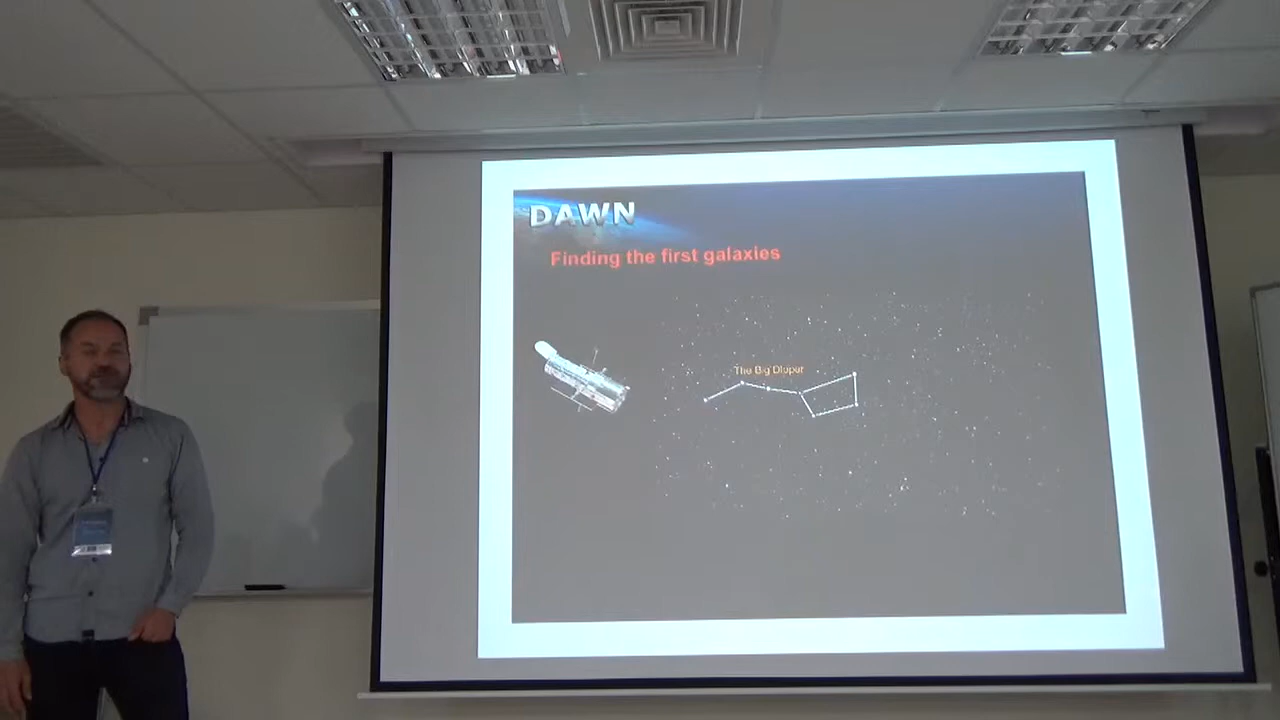 DAWN
Finding the first galaxies
The Big Dipper